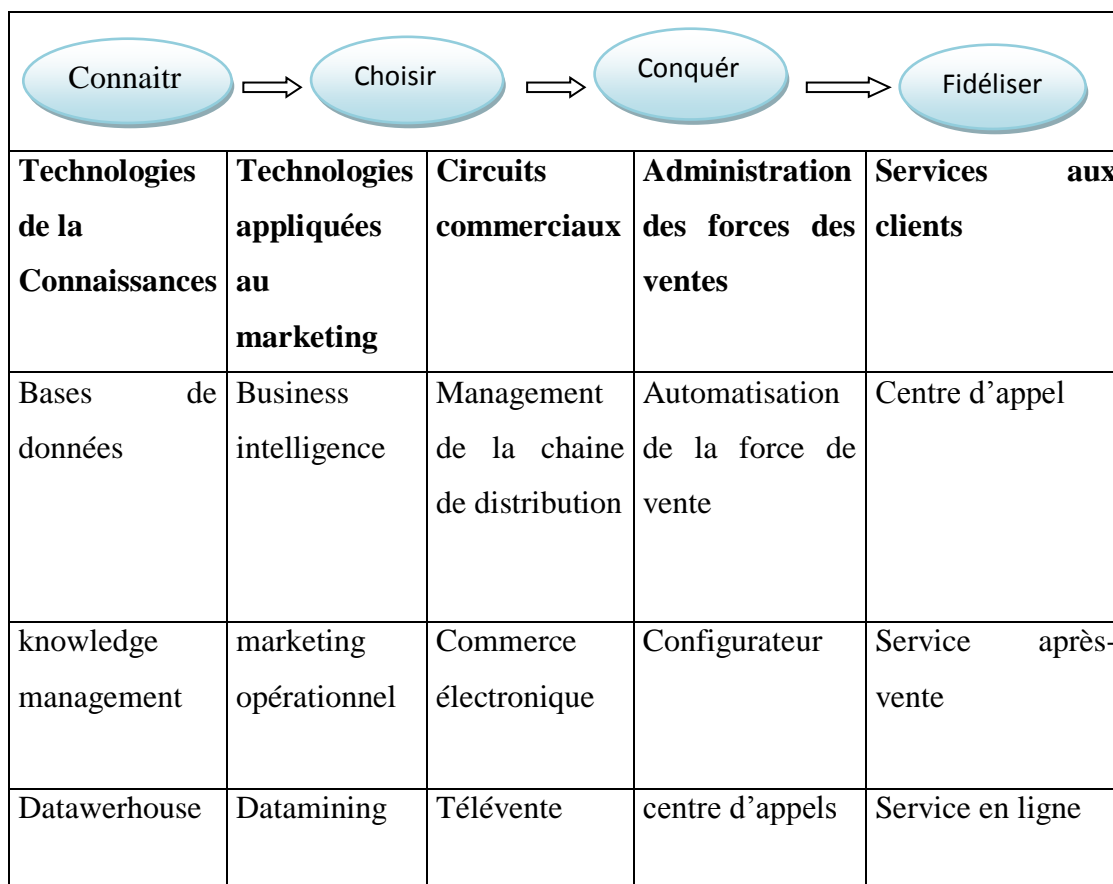 Connaitr
Choisir
Conquér
Fidéliser
Technologies
de la
Connaissances
Technologies
appliquées
au
marketing
Circuits
commerciaux
Administration
des forces des
ventes
Services aux
clients
Bases de
données
Business
intelligence
Management
de la chaine
de distribution
Automatisation
de la force de
vente
Centre d’appel
knowledge
management
marketing
opérationnel
Commerce
électronique
Configurateur
Service après-
vente
Datawerhouse
Datamining
Télévente
centre d’appels
Service en ligne